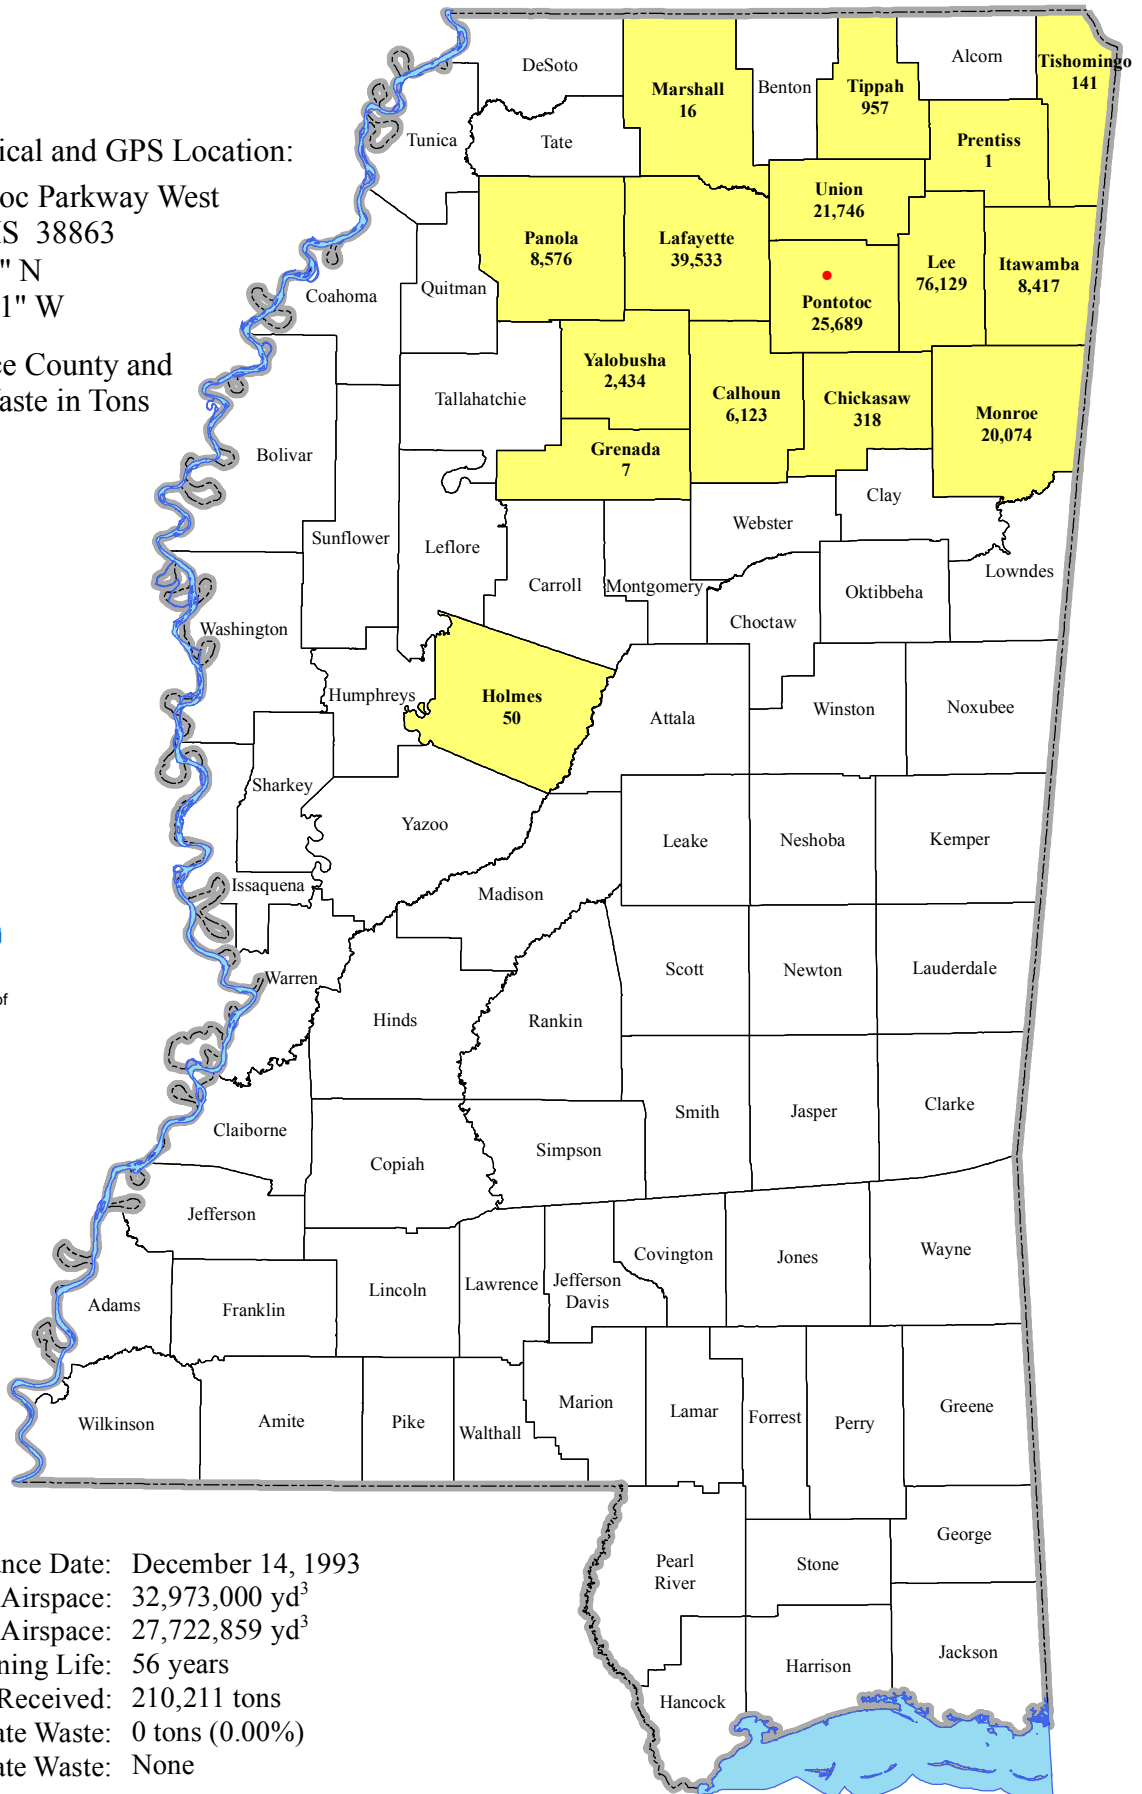 DeSoto
Marshall
16
Benton
Tippah
957
Alcorn
Tishomingo
141
Tunica
Tate
Prentiss
1
ical and GPS Location:
oc Parkway West
IS 38863
" N
1" W
ce County and
Vaste in Tons
Union
21,746
Panola
8,576
Lafayette
39,533
Lee
76,129
Itawamba
8,417
Pontotoc
25,689
Coahoma
Quitman
Yalobusha
2,434
Tallahatchie
Calhoun
6,123
Chickasaw
318
Monroe
20,074
Bolivar
Grenada
7
Clay
Webster
Sunflower
Leflore
Carroll
Montgomery
Lowndes
Oktibbeha
Choctaw
Washington
Humphreys
Holmes
50
Attala
Winston
Noxubee
Sharkey
Yazoo
Leake
Neshoba
Kemper
Issaquena
Madison
Warren
Scott
Newton
Lauderdale
of
Hinds
Rankin
Smith
Jasper
Clarke
Claiborne
Copiah
Simpson
Jefferson
Covington
Jones
Wayne
Adams
Franklin
Lincoln
Lawrence
Jefferson
Davis
Wilkinson
Amite
Pike
Walthall
Marion
Lamar
Forrest
Perry
Greene
George
Pearl
River
Stone
Jackson
Harrison
Hancock
nce Date: December 14, 1993
Airspace: 32,973,000 yd³
Airspace: 27,722,859 yd³
ning Life: 56 years
Received: 210,211 tons
ate Waste: 0 tons (0.00%)
ate Waste: None